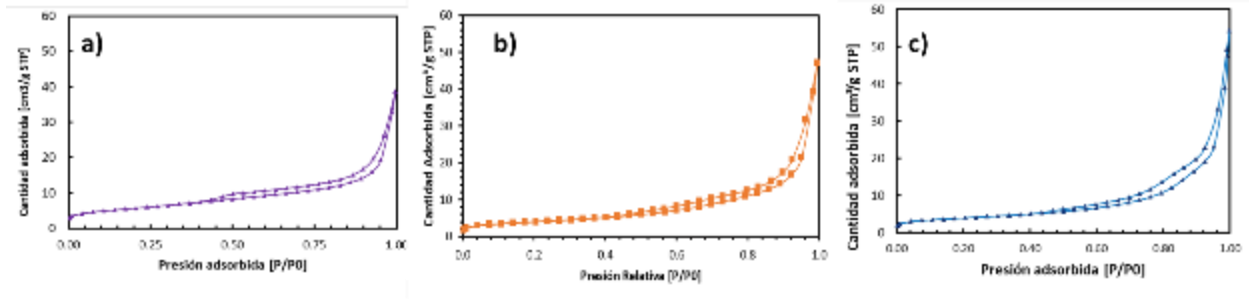 a)
Cantidad adsorbida [cm3/g STP]
60
50
40
30
20
10
0
0.00 0.25 0.50 0.75 1.00
Presión adsorbida [P/P0]
b)
Cantidad Adsorbida [cm³/g STP]
60
50
40
30
20
10
0
0.0 0.2 0.4 0.6 0.8 1.0
Presión Relativa [P/P0]
c)
Cantidad adsorbida [cm³/g STP]
60
50
40
30
20
10
0
0.00 0.20 0.40 0.60 0.80 1.00
Presión adsorbida [P/P0]